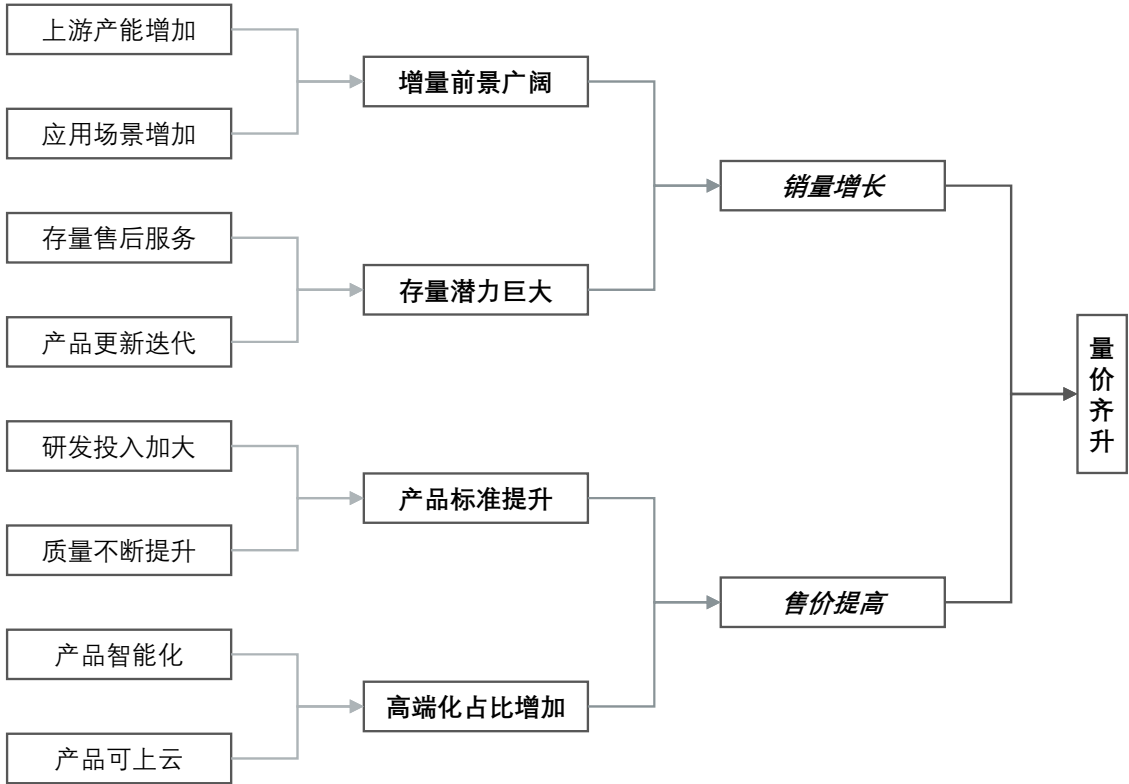 上游产能增加
应用场景增加
存量售后服务
产品更新迭代
研发投入加大
质量不断提升
产品智能化
产品可上云
增量前景广阔
存量潜力巨大
产品标准提升
高端化占比增加
销量增长
售价提高
量价齐升